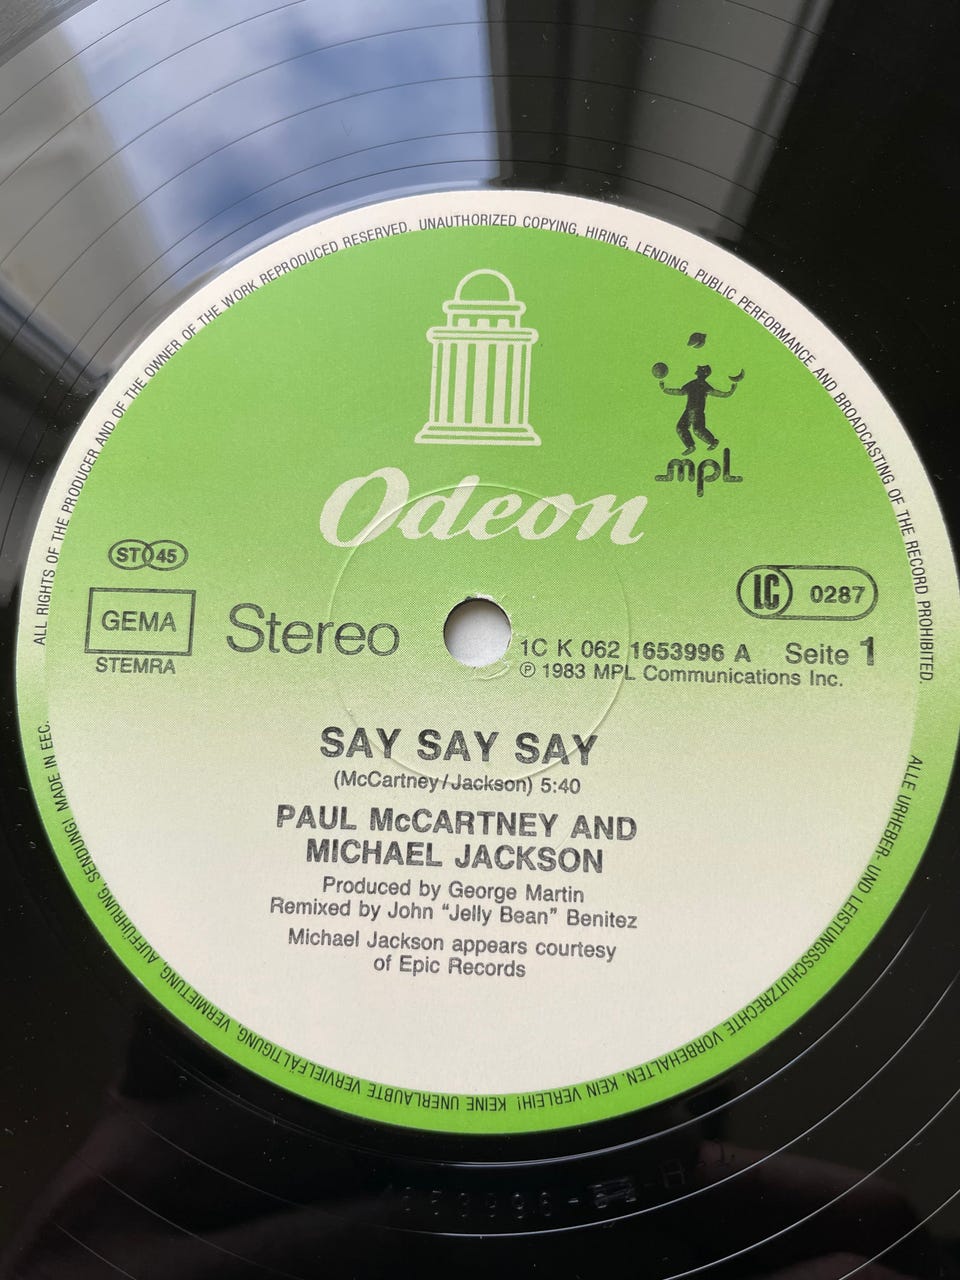 ALL RIGHTS OF THE PRODUCER AND OF THE OWNER OF THE WORK REPRODUCED RESERVED. UNAUTHORIZED COPYING, HIRING, LENDING, PUBLIC PERFORMANCE AND BROADCASTING OF THE RECORD PROHIBITED.
mpl
Odeon
ST 45
GEMA
STEMRA
Stereo
LC 0287
1C K 062 1653996 A Seite 1
℗ 1983 MPL Communications Inc.
SAY SAY SAY
(McCartney/Jackson) 5:40
PAUL McCARTNEY AND
MICHAEL JACKSON
Produced by George Martin
Remixed by John “Jelly Bean” Benitez
Michael Jackson appears courtesy
of Epic Records
ALLE URHEBER- UND LEISTUNGSSCHUTZRECHTE VORBEHALTEN. KEIN VERLEIH! KEINE UNERLAUBTE VERVIELFÄLTIGUNG, VERMIETUNG, AUFFÜHRUNG, SENDUNG! MADE IN EEC.